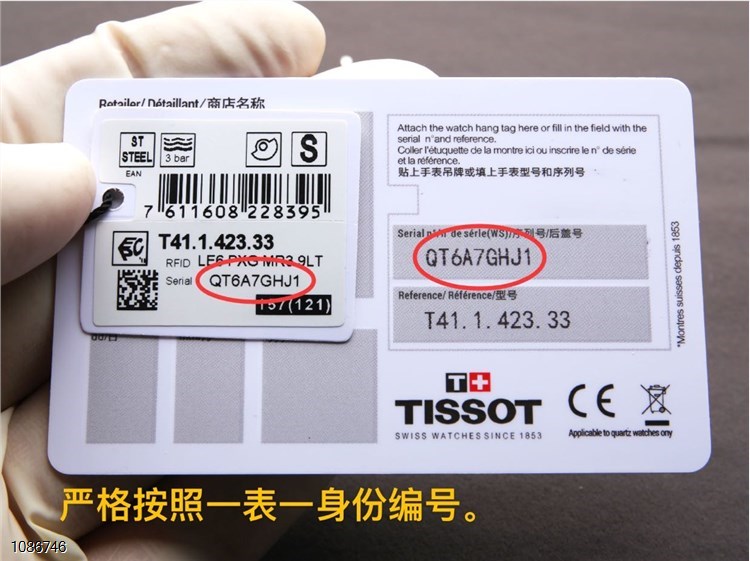 Retailer/ Détaillant/商店名称
ST
STEEL
3 bar
S
EAN
7 611608 228395
T41.1.423.33
RFID LE6 PXG MR3 9LT
Serial QT6A7GHJ1
157(121)
Attach the watch hang tag here or fill in the field with the
serial n°and reference.
Coller l'étiquette de la montre ici ou inscrire le n° de série
et la référence.
贴上手表吊牌或填上手表型号和序列号
Serial n°/n° de série(WS)/序列号/后盖号
QT6A7GHJ1
Reference/ Référence/型号
T41.1.423.33
"Montres suisses depuis 1853
T+
TISSOT
SWISS WATCHES SINCE 1853
CE
Applicable to quartz watches ony
严格按照一表一身份编号。
1086746